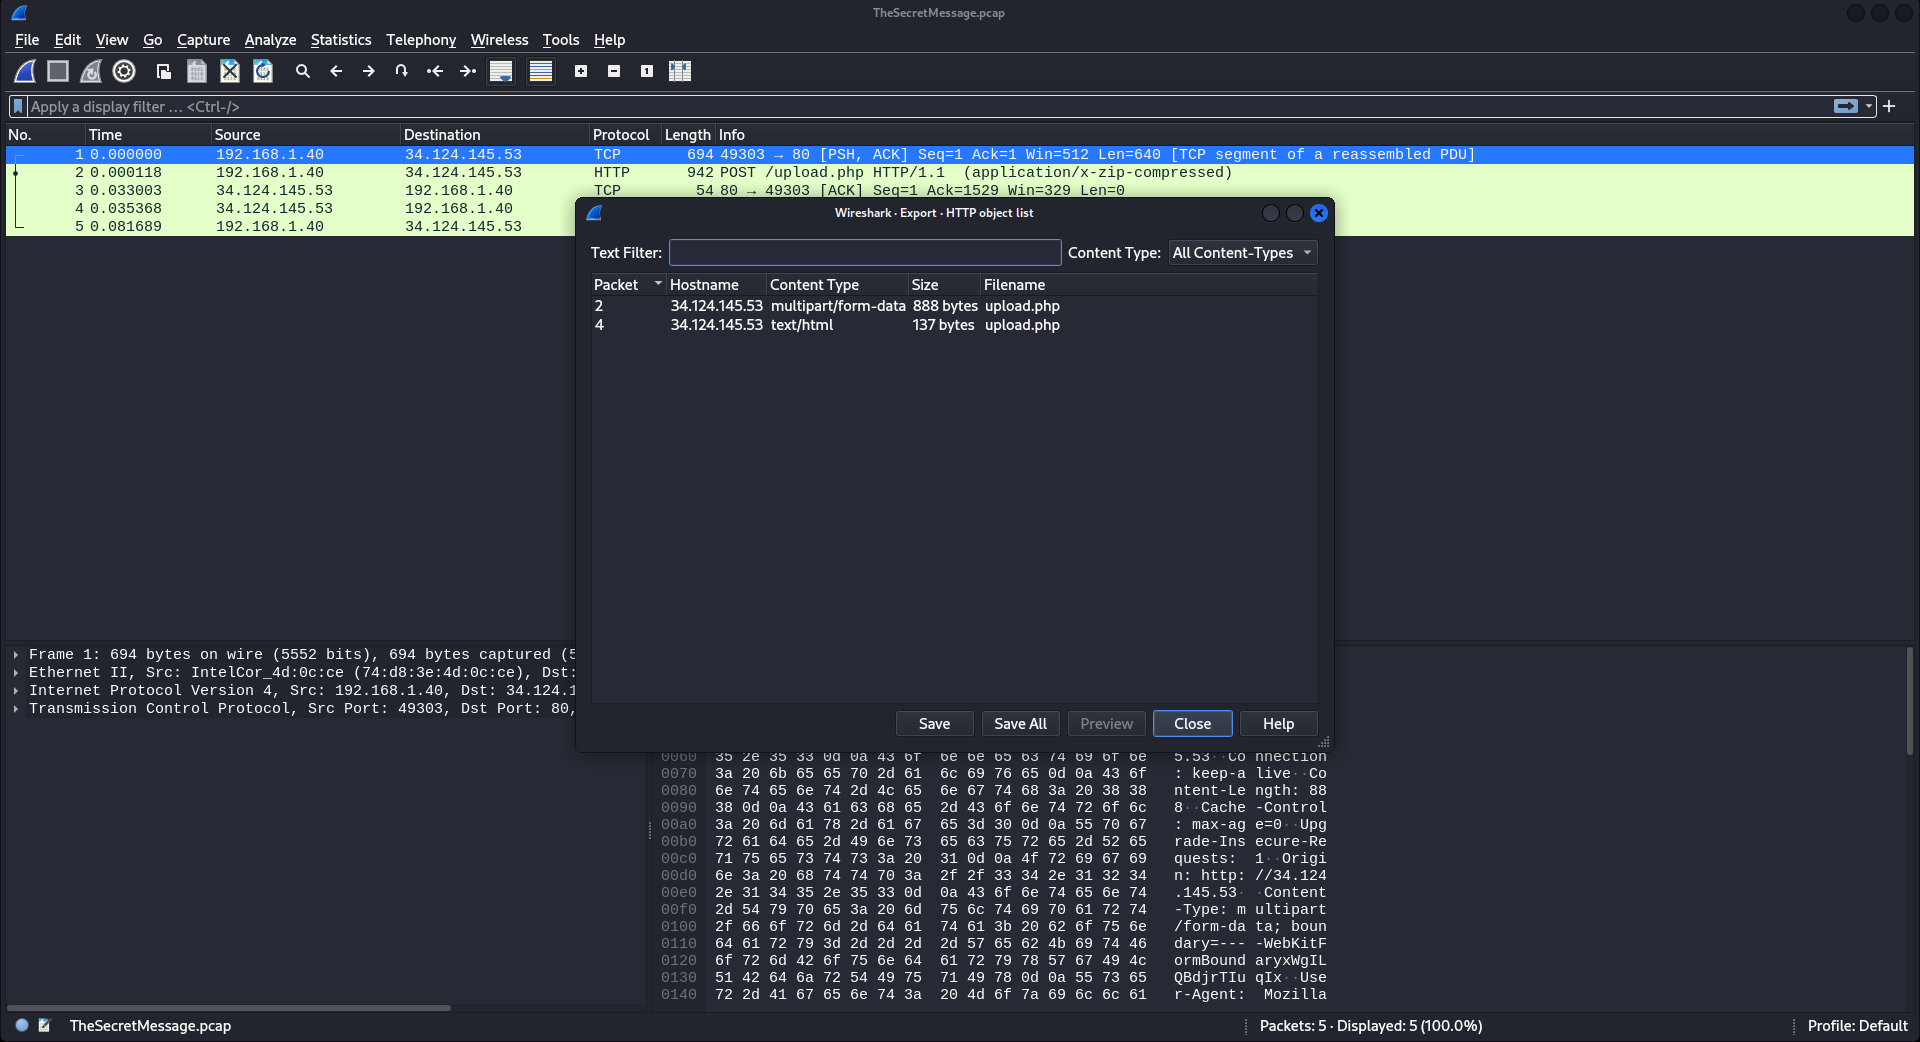 TheSecretMessage.pcap
File Edit View Go Capture Analyze Statistics Telephony Wireless Tools Help
Apply a display filter … <Ctrl-/>
No. Time Source Destination Protocol Length Info
1 0.000000 192.168.1.40 34.124.145.53 TCP 694 49303 → 80 [PSH, ACK] Seq=1 Ack=1 Win=512 Len=640 [TCP segment of a reassembled PDU]
2 0.000118 192.168.1.40 34.124.145.53 HTTP 942 POST /upload.php HTTP/1.1 (application/x-zip-compressed)
3 0.033003 34.124.145.53 192.168.1.40 TCP 54 80 → 49303 [ACK] Seq=1 Ack=1529 Win=329 Len=0
4 0.035368 34.124.145.53 192.168.1.40
5 0.081689 192.168.1.40 34.124.145.53
Wireshark · Export · HTTP object list
Text Filter: Content Type: All Content-Types
Packet Hostname Content Type Size Filename
2 34.124.145.53 multipart/form-data 888 bytes upload.php
4 34.124.145.53 text/html 137 bytes upload.php
Save Save All Preview Close Help
Frame 1: 694 bytes on wire (5552 bits), 694 bytes captured (5
Ethernet II, Src: IntelCor_4d:0c:ce (74:d8:3e:4d:0c:ce), Dst:
Internet Protocol Version 4, Src: 192.168.1.40, Dst: 34.124.1
Transmission Control Protocol, Src Port: 49303, Dst Port: 80,
0060 35 2e 35 33 0d 0a 43 6f 6e 6e 65 63 74 69 6f 6e 5.53··Co nnection
0070 3a 20 6b 65 65 70 2d 61 6c 69 76 65 0d 0a 43 6f : keep-a live··Co
0080 6e 74 65 6e 74 2d 4c 65 6e 67 74 68 3a 20 38 38 ntent-Le ngth: 88
0090 38 0d 0a 43 61 63 68 65 2d 43 6f 6e 74 72 6f 6c 8··Cache -Control
00a0 3a 20 6d 61 78 2d 61 67 65 3d 30 0d 0a 55 70 67 : max-ag e=0··Upg
00b0 72 61 64 65 2d 49 6e 73 65 63 75 72 65 2d 52 65 rade-Ins ecure-Re
00c0 71 75 65 73 74 73 3a 20 31 0d 0a 4f 72 69 67 69 quests: 1··Origi
00d0 6e 3a 20 68 74 74 70 3a 2f 2f 33 34 2e 31 32 34 n: http: //34.124
00e0 2e 31 34 35 2e 35 33 0d 0a 43 6f 6e 74 65 6e 74 .145.53· ·Content
00f0 2d 54 79 70 65 3a 20 6d 75 6c 74 69 70 61 72 74 -Type: m ultipart
0100 2f 66 6f 72 6d 2d 64 61 74 61 3b 20 62 6f 75 6e /form-da ta; boun
0110 64 61 72 79 3d 2d 2d 2d 2d 57 65 62 4b 69 74 46 dary=--- -WebKitF
0120 6f 72 6d 42 6f 75 6e 64 61 72 79 78 57 67 49 4c ormBound aryxWgIL
0130 51 42 64 6a 72 54 49 75 71 49 78 0d 0a 55 73 65 QBdjrTIu qIx··Use
0140 72 2d 41 67 65 6e 74 3a 20 4d 6f 7a 69 6c 6c 61 r-Agent: Mozilla
TheSecretMessage.pcap Packets: 5 · Displayed: 5 (100.0%) Profile: Default